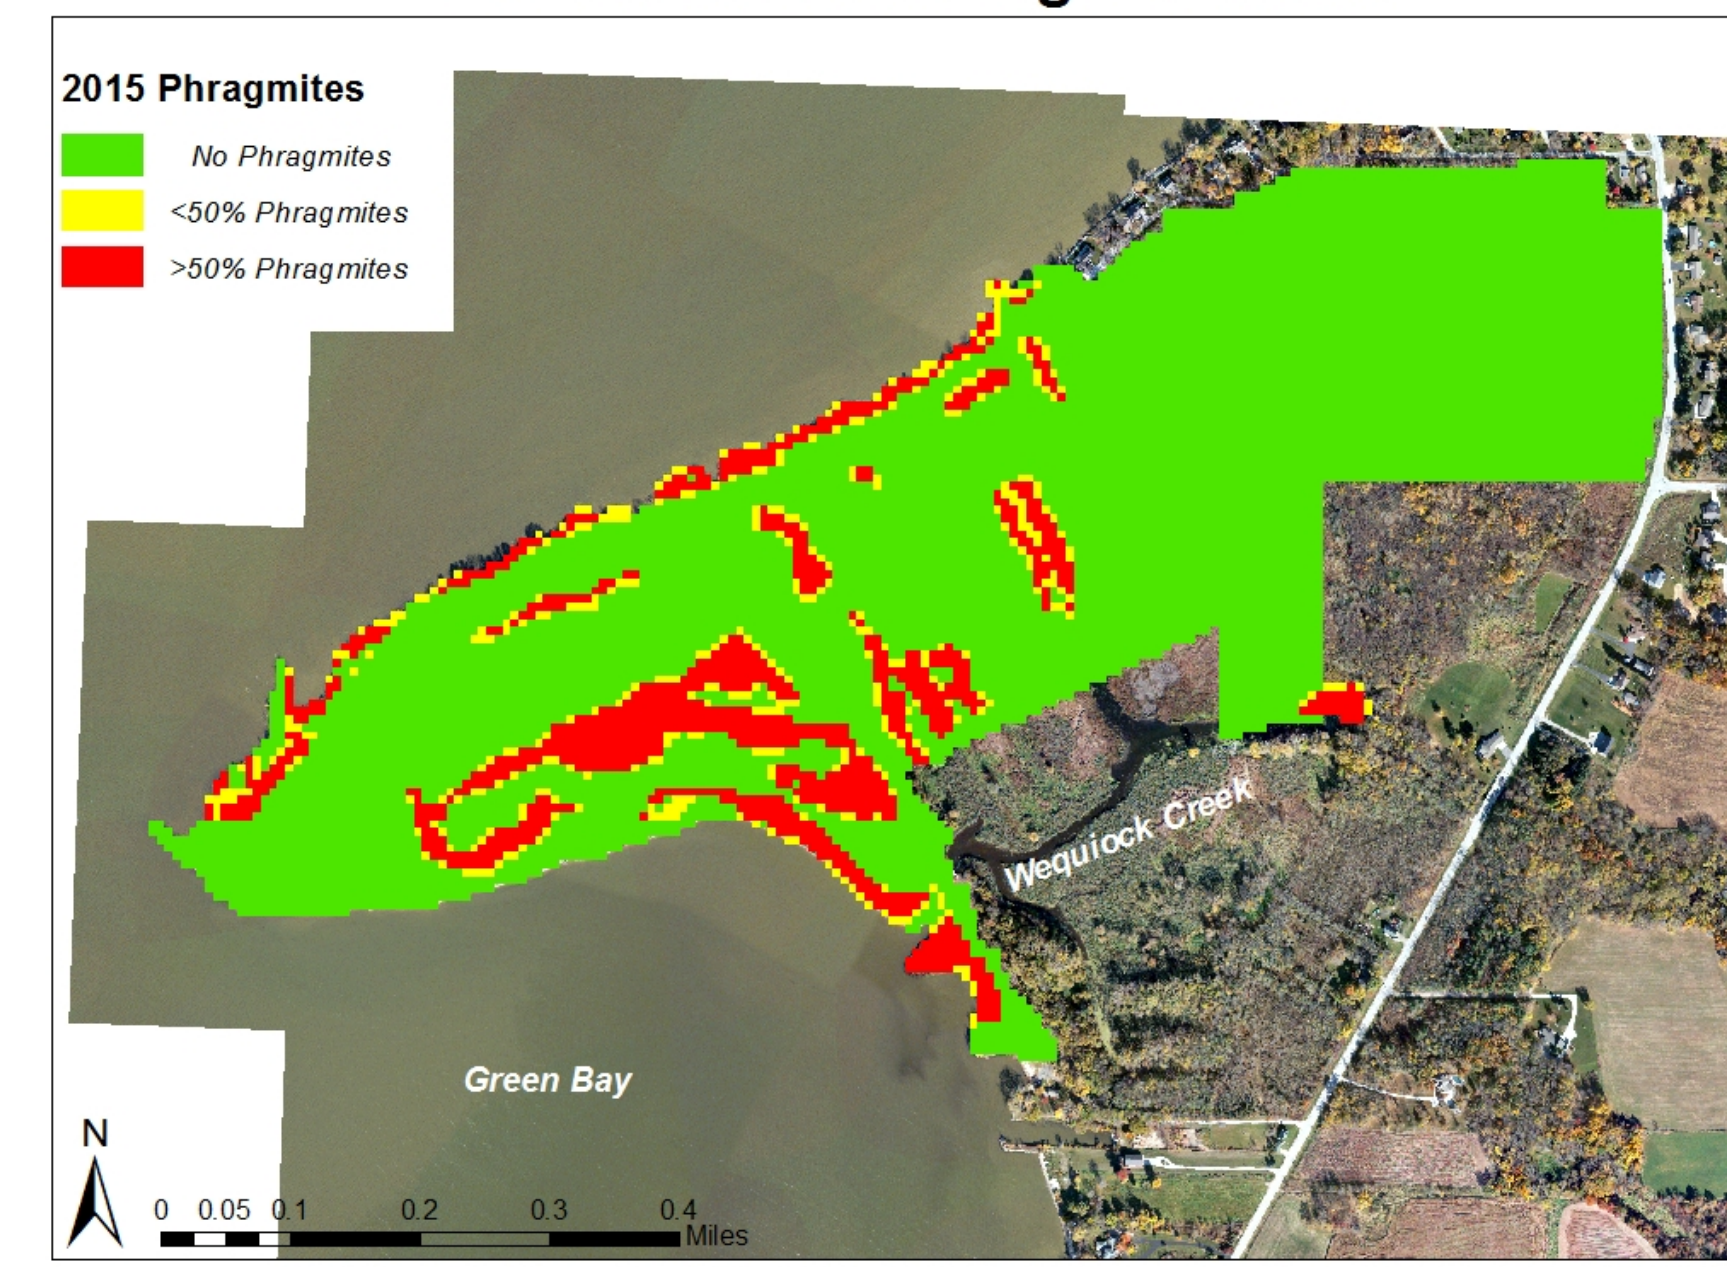 2015 Phragmites
No Phragmites
<50% Phragmites
>50% Phragmites
Wequiock Creek
Green Bay
N
0 0.05 0.1 0.2 0.3 0.4
Miles